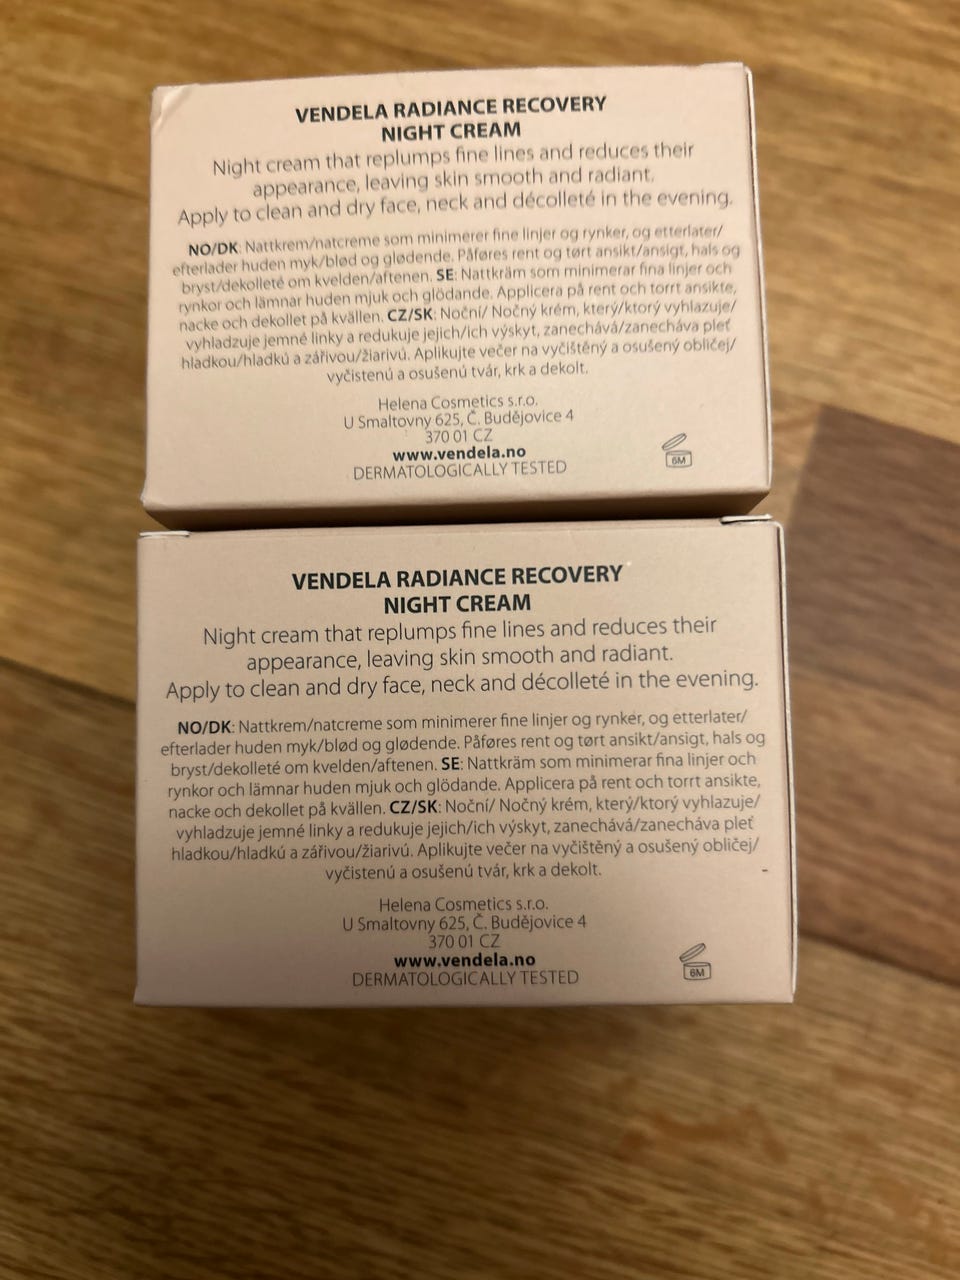 VENDELA RADIANCE RECOVERY
NIGHT CREAM
Night cream that replumps fine lines and reduces their
appearance, leaving skin smooth and radiant.
Apply to clean and dry face, neck and décolleté in the evening.
NO/DK: Nattkrem/natcreme som minimerer fine linjer og rynker, og etterlater/
efterlader huden myk/blød og glødende. Påføres rent og tørt ansikt/ansigt, hals og
bryst/dekolleté om kvelden/aftenen. SE: Nattkräm som minimerar fina linjer och
rynkor och lämnar huden mjuk och glödande. Applicera på rent och torrt ansikte,
nacke och dekollet på kvällen. CZ/SK: Noční/ Nočný krém, který/ktorý vyhlazuje/
vyhladzuje jemné linky a redukuje jejich/ich výskyt, zanechává/zanecháva pleť
hladkou/hladkú a zářivou/žiarivú. Aplikujte večer na vyčištěný a osušený obličej/
vyčistenú a osušenú tvár, krk a dekolt.
Helena Cosmetics s.r.o.
U Smaltovny 625, Č. Budějovice 4
370 01 CZ
www.vendela.no
DERMATOLOGICALLY TESTED
6M
VENDELA RADIANCE RECOVERY
NIGHT CREAM
Night cream that replumps fine lines and reduces their
appearance, leaving skin smooth and radiant.
Apply to clean and dry face, neck and décolleté in the evening.
NO/DK: Nattkrem/natcreme som minimerer fine linjer og rynker, og etterlater/
efterlader huden myk/blød og glødende. Påføres rent og tørt ansikt/ansigt, hals og
bryst/dekolleté om kvelden/aftenen. SE: Nattkräm som minimerar fina linjer och
rynkor och lämnar huden mjuk och glödande. Applicera på rent och torrt ansikte,
nacke och dekollet på kvällen. CZ/SK: Noční/ Nočný krém, který/ktorý vyhlazuje/
vyhladzuje jemné linky a redukuje jejich/ich výskyt, zanechává/zanecháva pleť
hladkou/hladkú a zářivou/žiarivú. Aplikujte večer na vyčištěný a osušený obličej/
vyčistenú a osušenú tvár, krk a dekolt.
Helena Cosmetics s.r.o.
U Smaltovny 625, Č. Budějovice 4
370 01 CZ
www.vendela.no
DERMATOLOGICALLY TESTED
6M